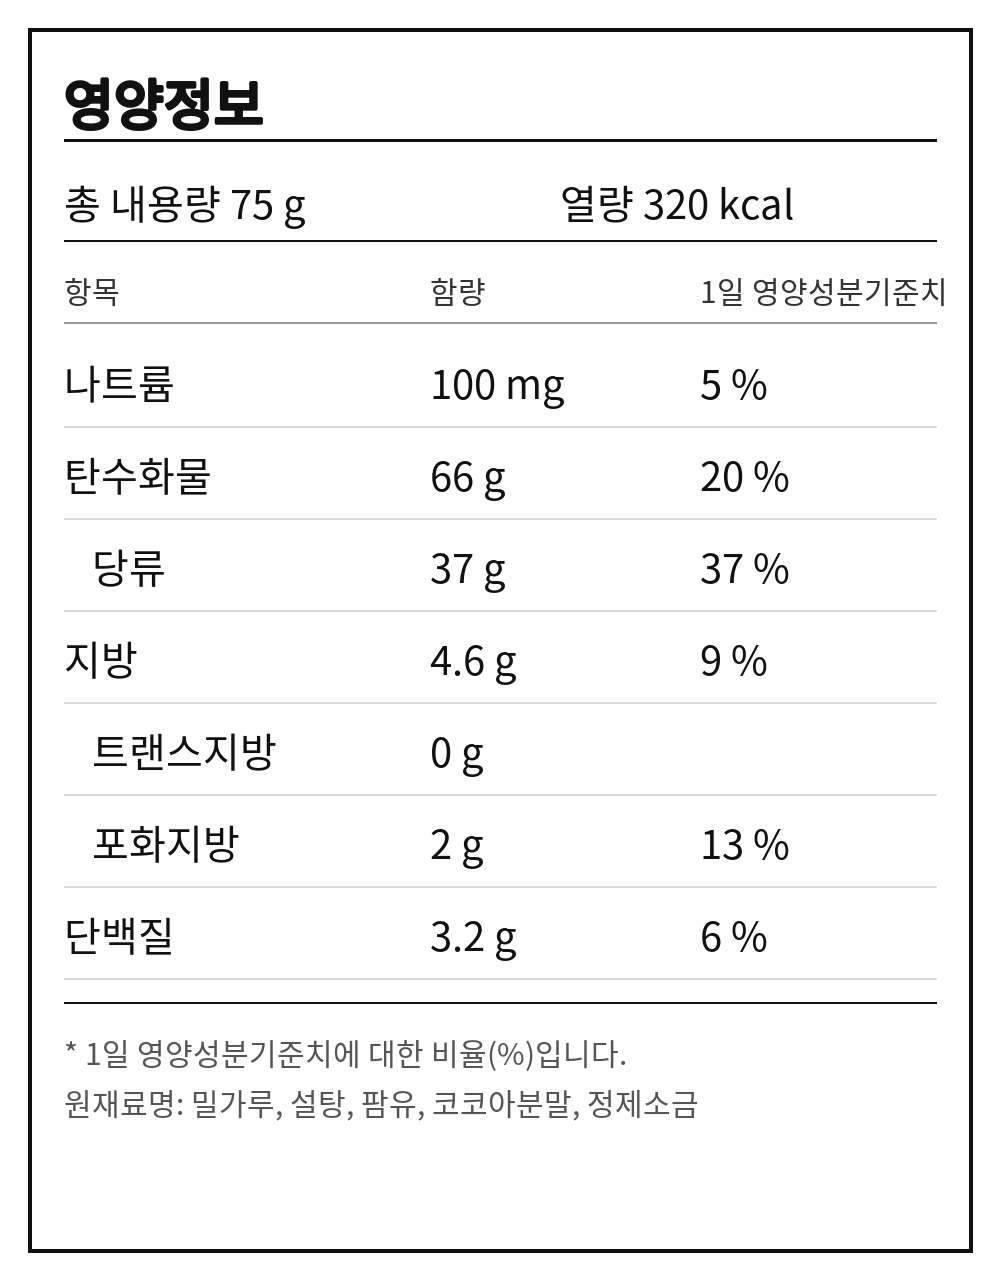 영양정보
총 내용량 75 g 열량 320 kcal
항목 함량 1일 영양성분기준치
나트륨 100 mg 5 %
탄수화물 66 g 20 %
당류 37 g 37 %
지방 4.6 g 9 %
트랜스지방 0 g
포화지방 2 g 13 %
단백질 3.2 g 6 %
* 1일 영양성분기준치에 대한 비율(%)입니다.
원재료명: 밀가루, 설탕, 팜유, 코코아분말, 정제소금